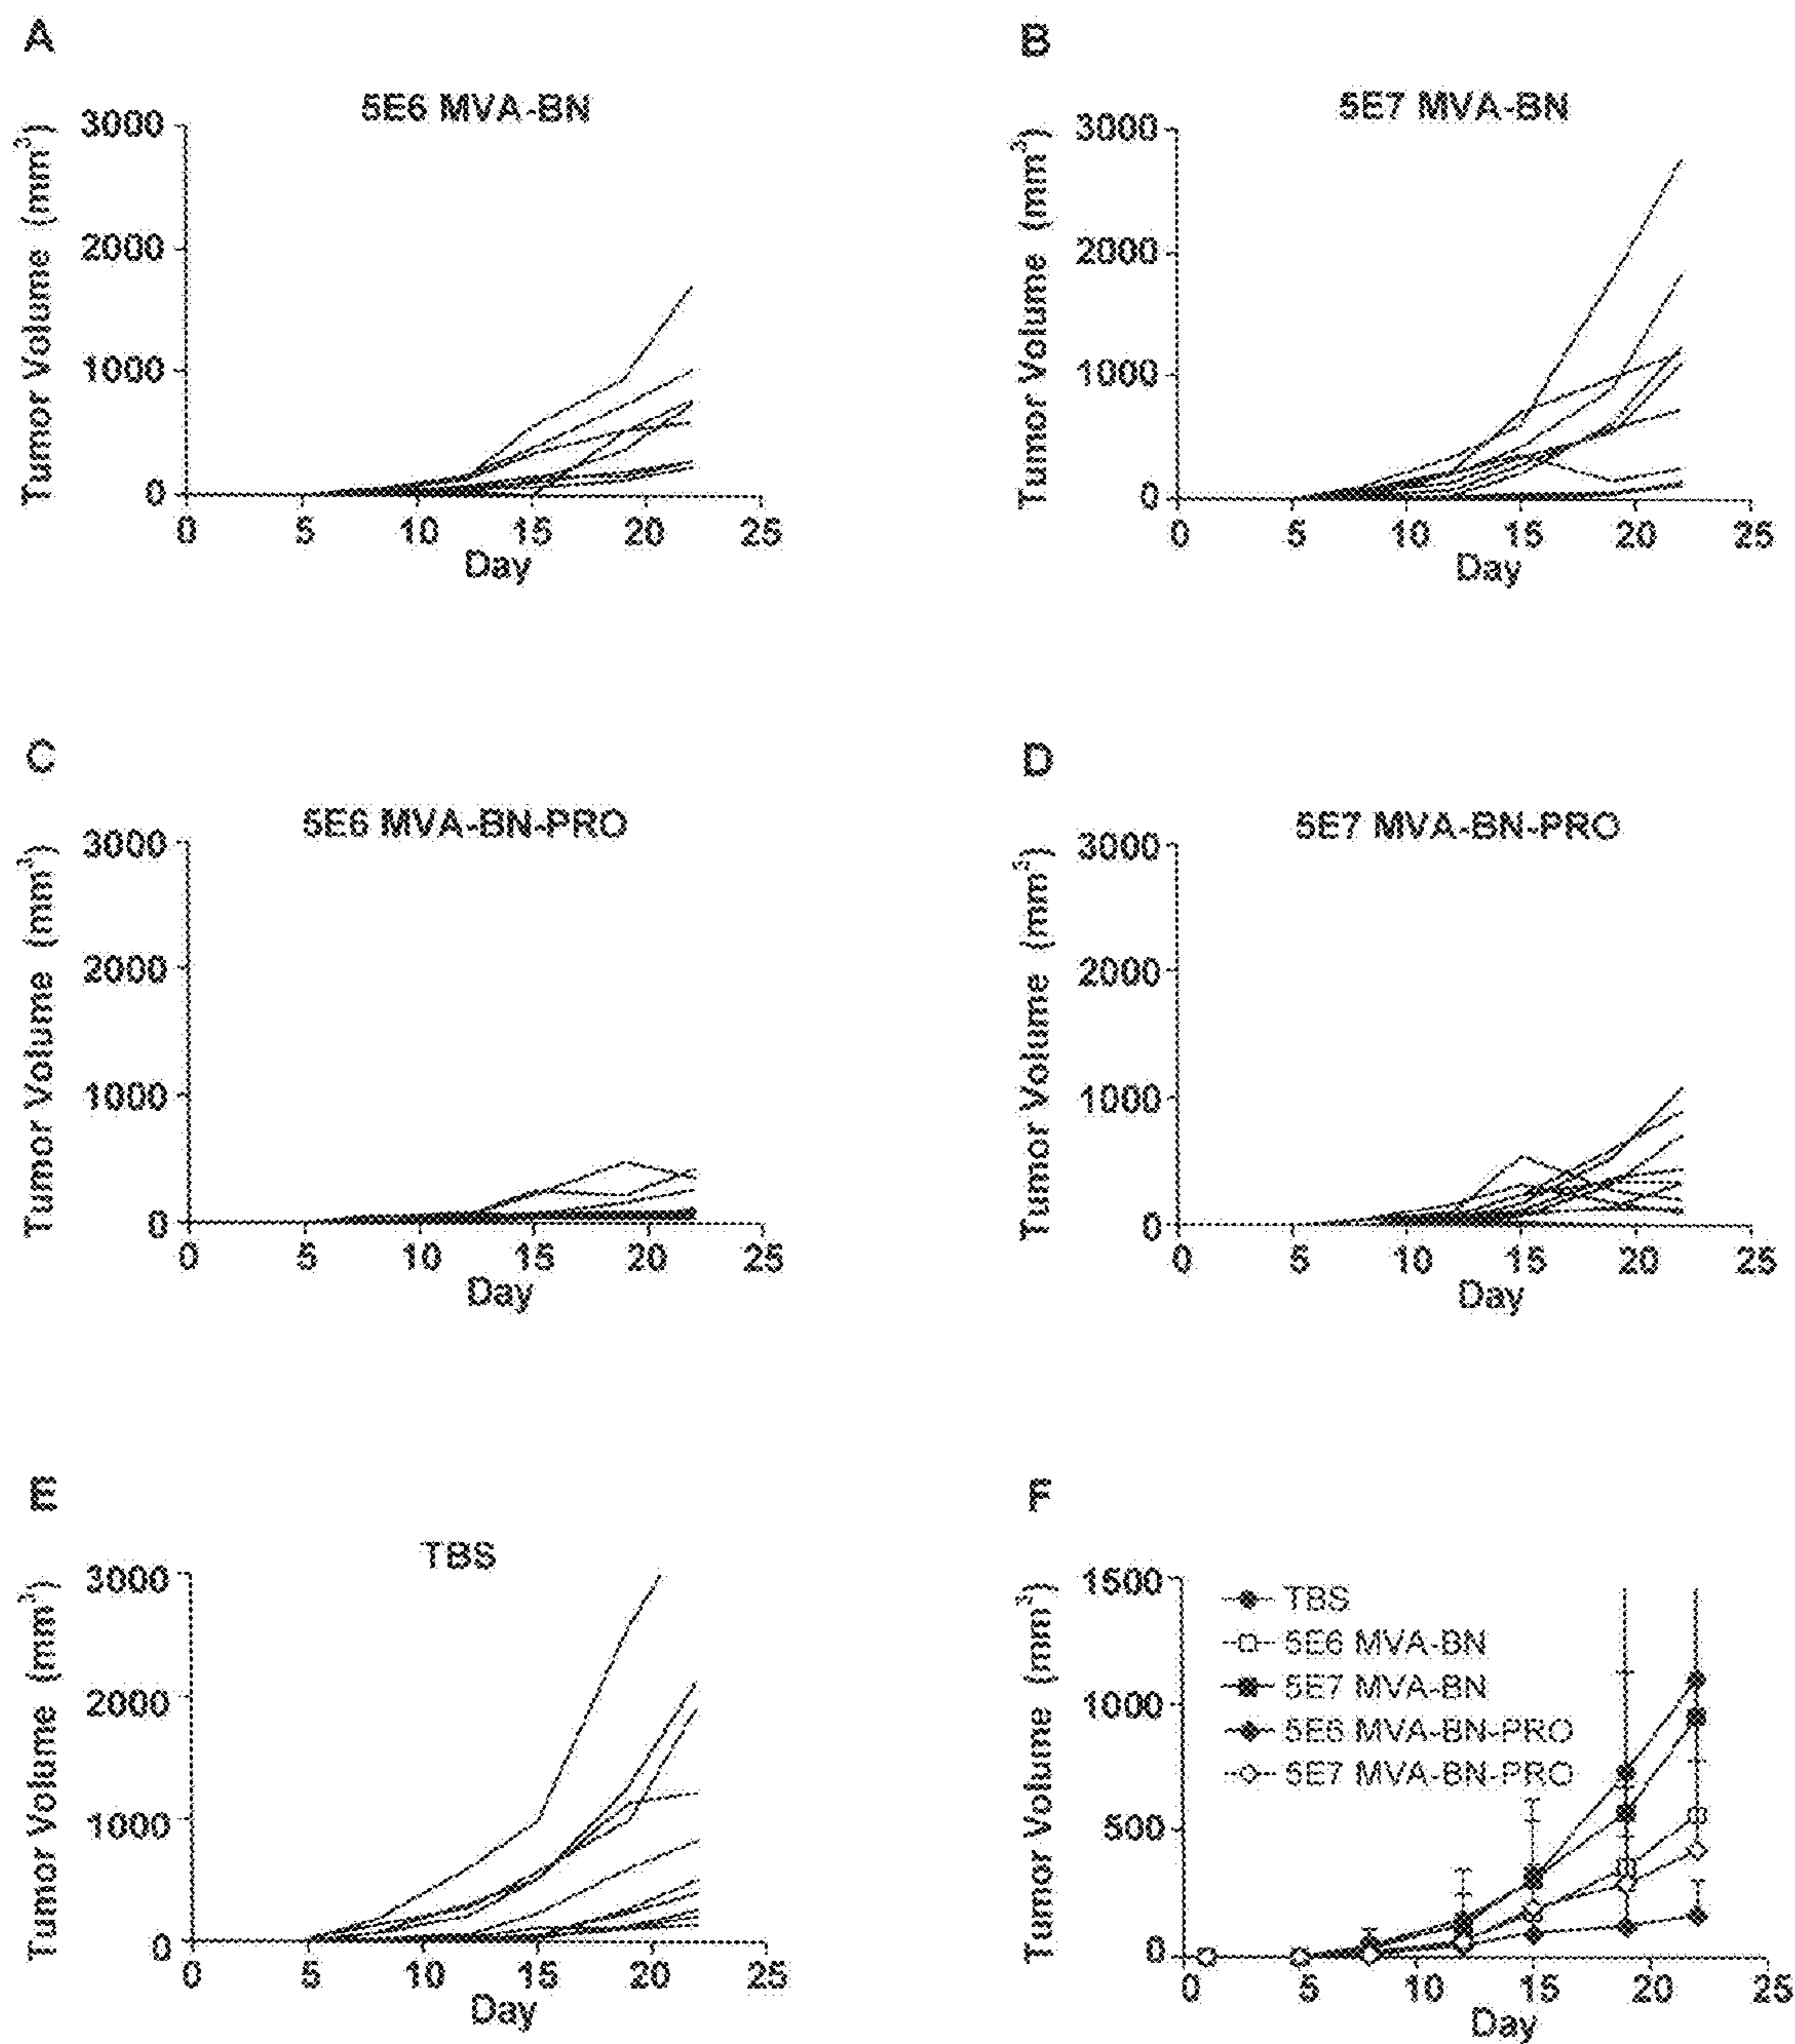 A
5E6 MVA-BN
Tumor Volume (mm³)
3000
2000
1000
0
0 5 10 15 20 25
Day
B
5E7 MVA-BN
Tumor Volume (mm³)
3000
2000
1000
0
0 5 10 15 20 25
Day
C
5E6 MVA-BN-PRO
Tumor Volume (mm³)
3000
2000
1000
0
0 5 10 15 20 25
Day
D
5E7 MVA-BN-PRO
Tumor Volume (mm³)
3000
2000
1000
0
0 5 10 15 20 25
Day
E
TBS
Tumor Volume (mm³)
3000
2000
1000
0
0 5 10 15 20 25
Day
F
Tumor Volume (mm³)
1500
1000
500
0
TBS
5E6 MVA-BN
5E7 MVA-BN
5E6 MVA-BN-PRO
5E7 MVA-BN-PRO
0 5 10 15 20 25
Day